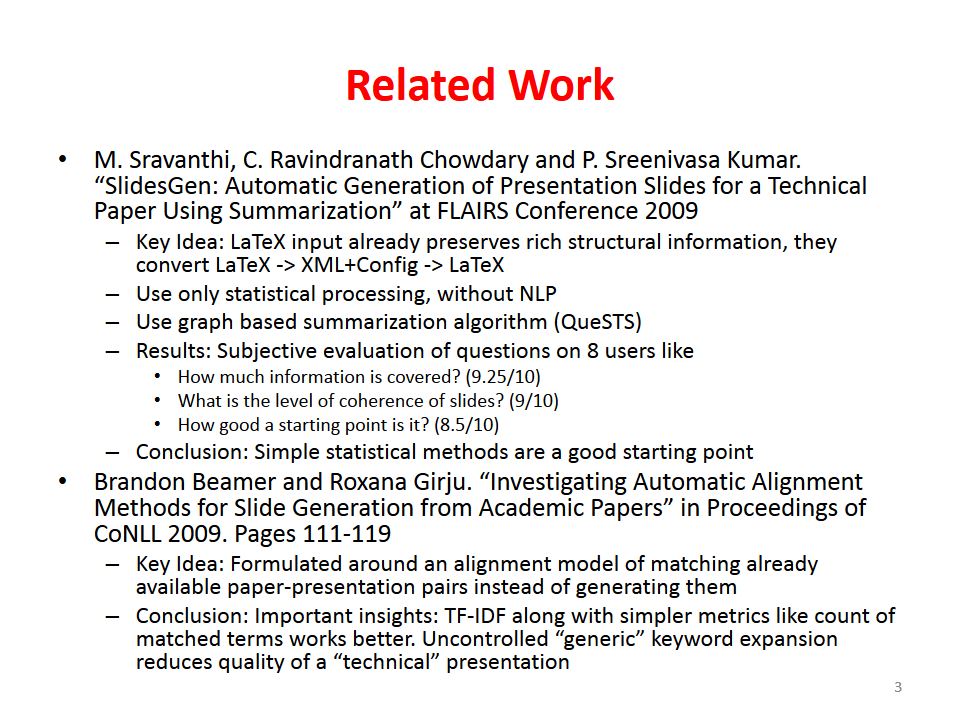 Related Work
• M. Sravanthi, C. Ravindranath Chowdary and P. Sreenivasa Kumar.
“SlidesGen: Automatic Generation of Presentation Slides for a Technical
Paper Using Summarization” at FLAIRS Conference 2009
– Key Idea: LaTeX input already preserves rich structural information, they
convert LaTeX -> XML+Config -> LaTeX
– Use only statistical processing, without NLP
– Use graph based summarization algorithm (QueSTS)
– Results: Subjective evaluation of questions on 8 users like
• How much information is covered? (9.25/10)
• What is the level of coherence of slides? (9/10)
• How good a starting point is it? (8.5/10)
– Conclusion: Simple statistical methods are a good starting point
• Brandon Beamer and Roxana Girju. “Investigating Automatic Alignment
Methods for Slide Generation from Academic Papers” in Proceedings of
CoNLL 2009. Pages 111-119
– Key Idea: Formulated around an alignment model of matching already
available paper-presentation pairs instead of generating them
– Conclusion: Important insights: TF-IDF along with simpler metrics like count of
matched terms works better. Uncontrolled “generic” keyword expansion
reduces quality of a “technical” presentation
3